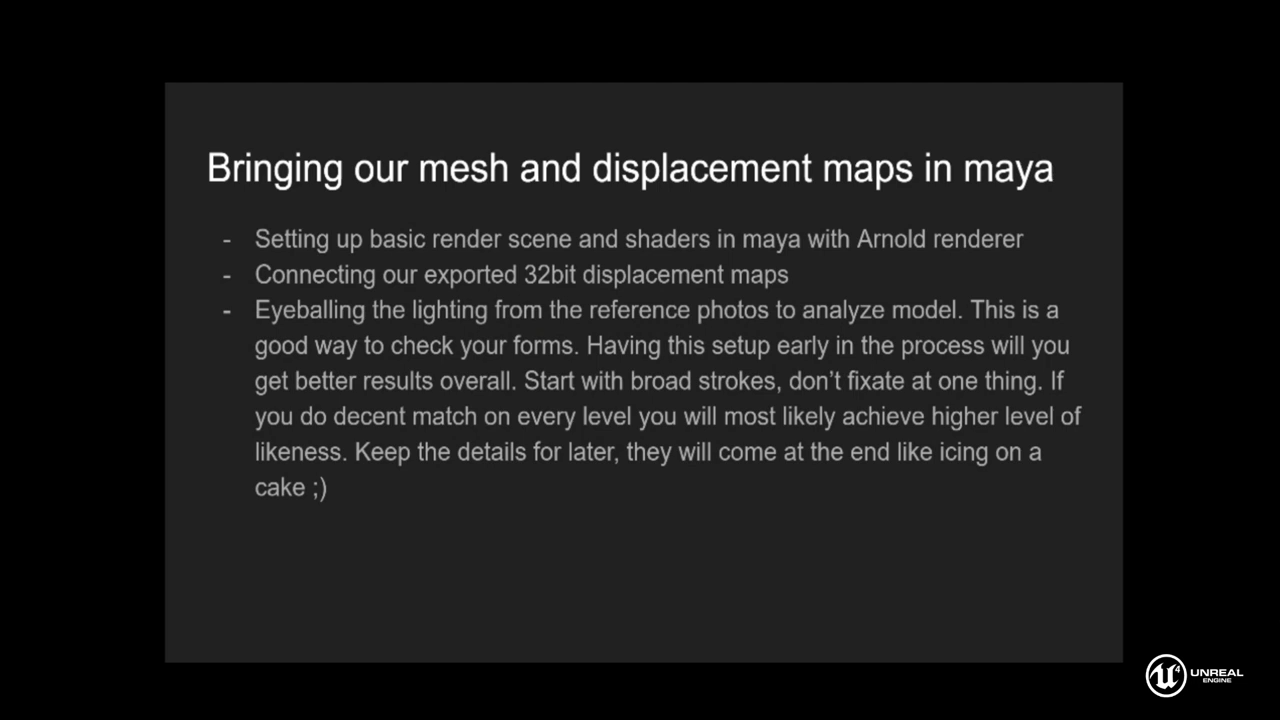 Bringing our mesh and displacement maps in maya
- Setting up basic render scene and shaders in maya with Arnold renderer
- Connecting our exported 32bit displacement maps
- Eyeballing the lighting from the reference photos to analyze model. This is a
good way to check your forms. Having this setup early in the process will you
get better results overall. Start with broad strokes, don’t fixate at one thing. If
you do decent match on every level you will most likely achieve higher level of
likeness. Keep the details for later, they will come at the end like icing on a
cake ;)
4
UNREAL
ENGINE